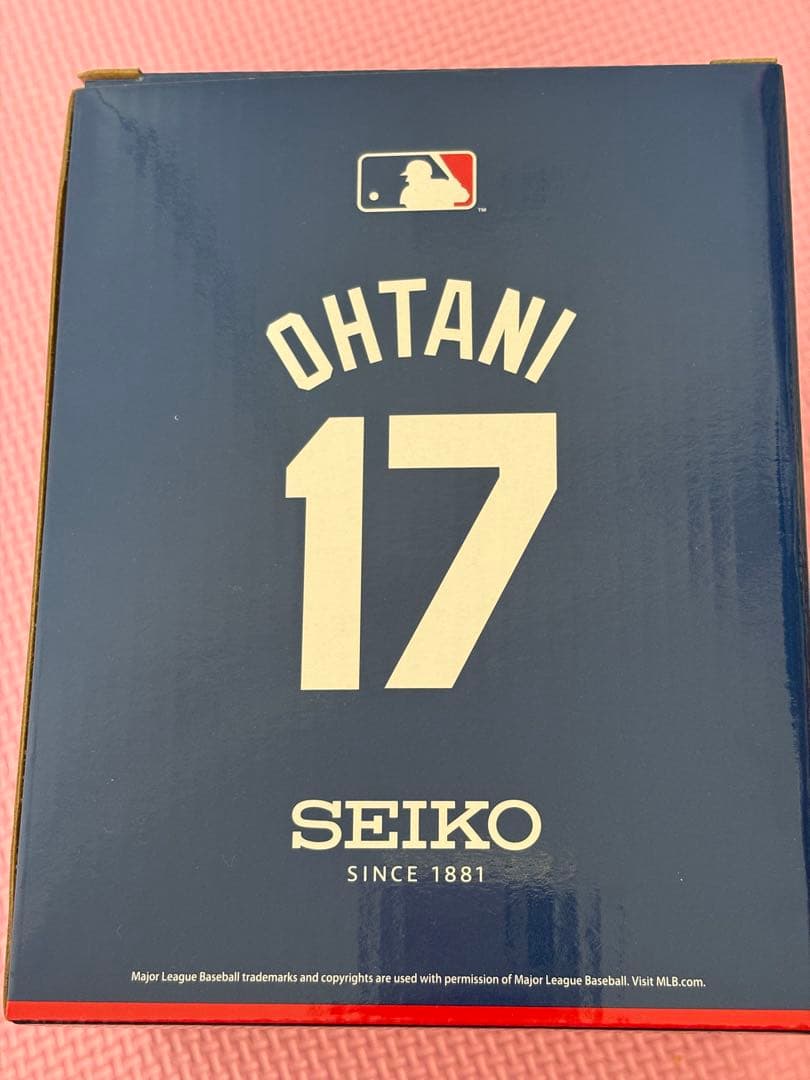 TM
OHTANI
17
SEIKO
SINCE 1881
Major League Baseball trademarks and copyrights are used with permission of Major League Baseball. Visit MLB.com.